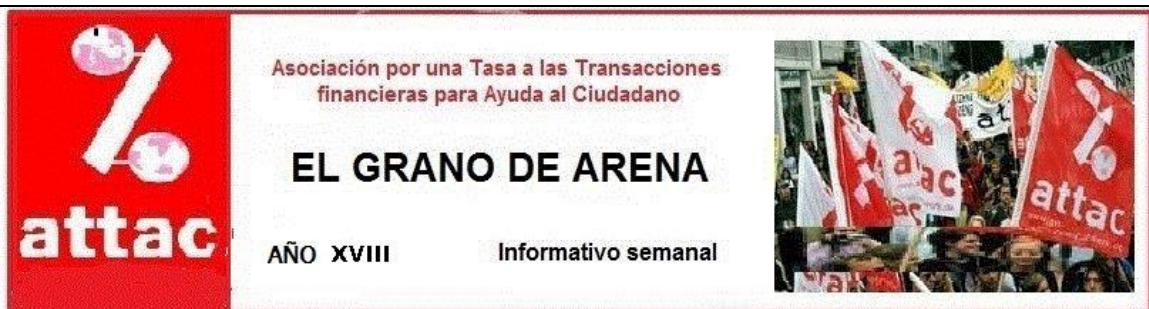 %
attac
Asociación por una Tasa a las Transacciones
financieras para Ayuda al Ciudadano
EL GRANO DE ARENA
AÑO XVIII Informativo semanal
attac
attac